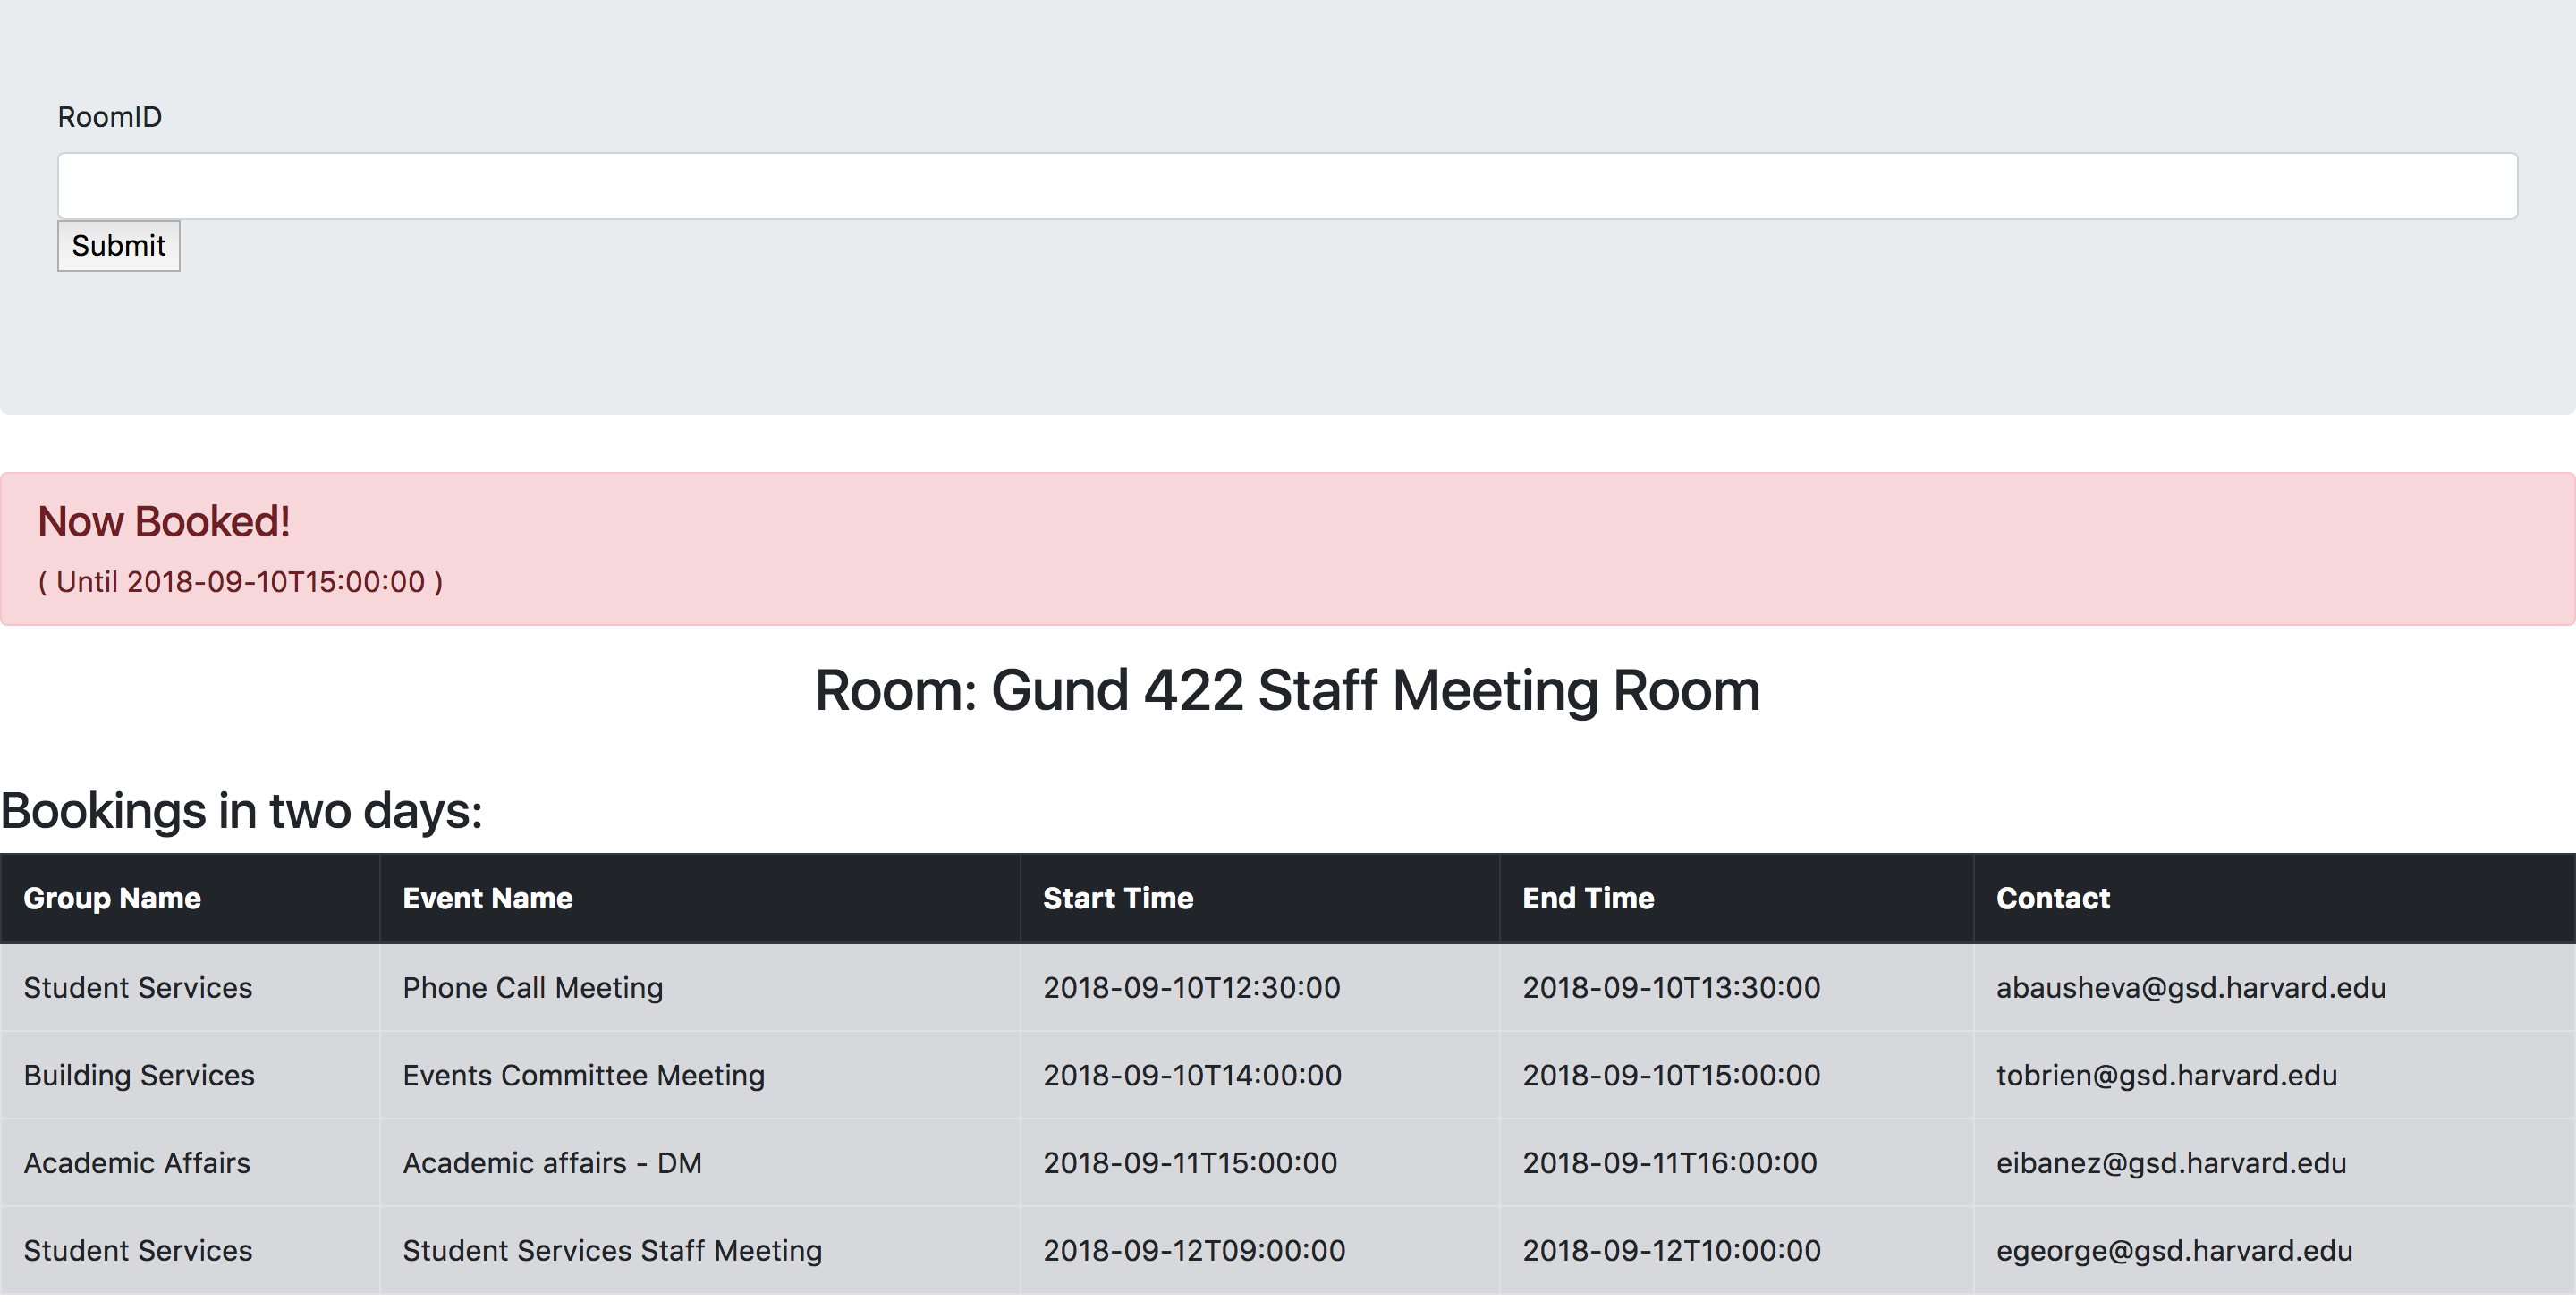 RoomID
Submit
Now Booked!
( Until 2018-09-10T15:00:00 )
Room: Gund 422 Staff Meeting Room
Bookings in two days:
Group Name Event Name Start Time End Time Contact
Student Services Phone Call Meeting 2018-09-10T12:30:00 2018-09-10T13:30:00 abausheva@gsd.harvard.edu
Building Services Events Committee Meeting 2018-09-10T14:00:00 2018-09-10T15:00:00 tobrien@gsd.harvard.edu
Academic Affairs Academic affairs - DM 2018-09-11T15:00:00 2018-09-11T16:00:00 eibanez@gsd.harvard.edu
Student Services Student Services Staff Meeting 2018-09-12T09:00:00 2018-09-12T10:00:00 egeorge@gsd.harvard.edu